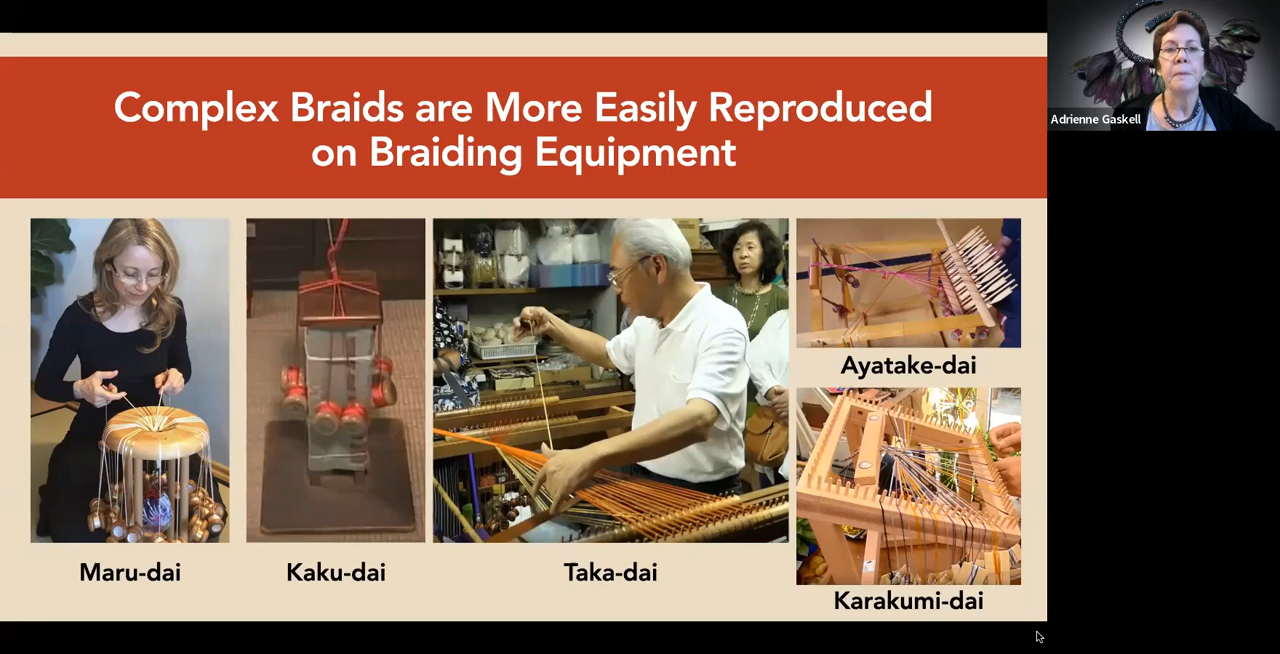 Complex Braids are More Easily Reproduced
on Braiding Equipment
Adrienne Gaskell
Maru-dai
Kaku-dai
Taka-dai
Ayatake-dai
Karakumi-dai